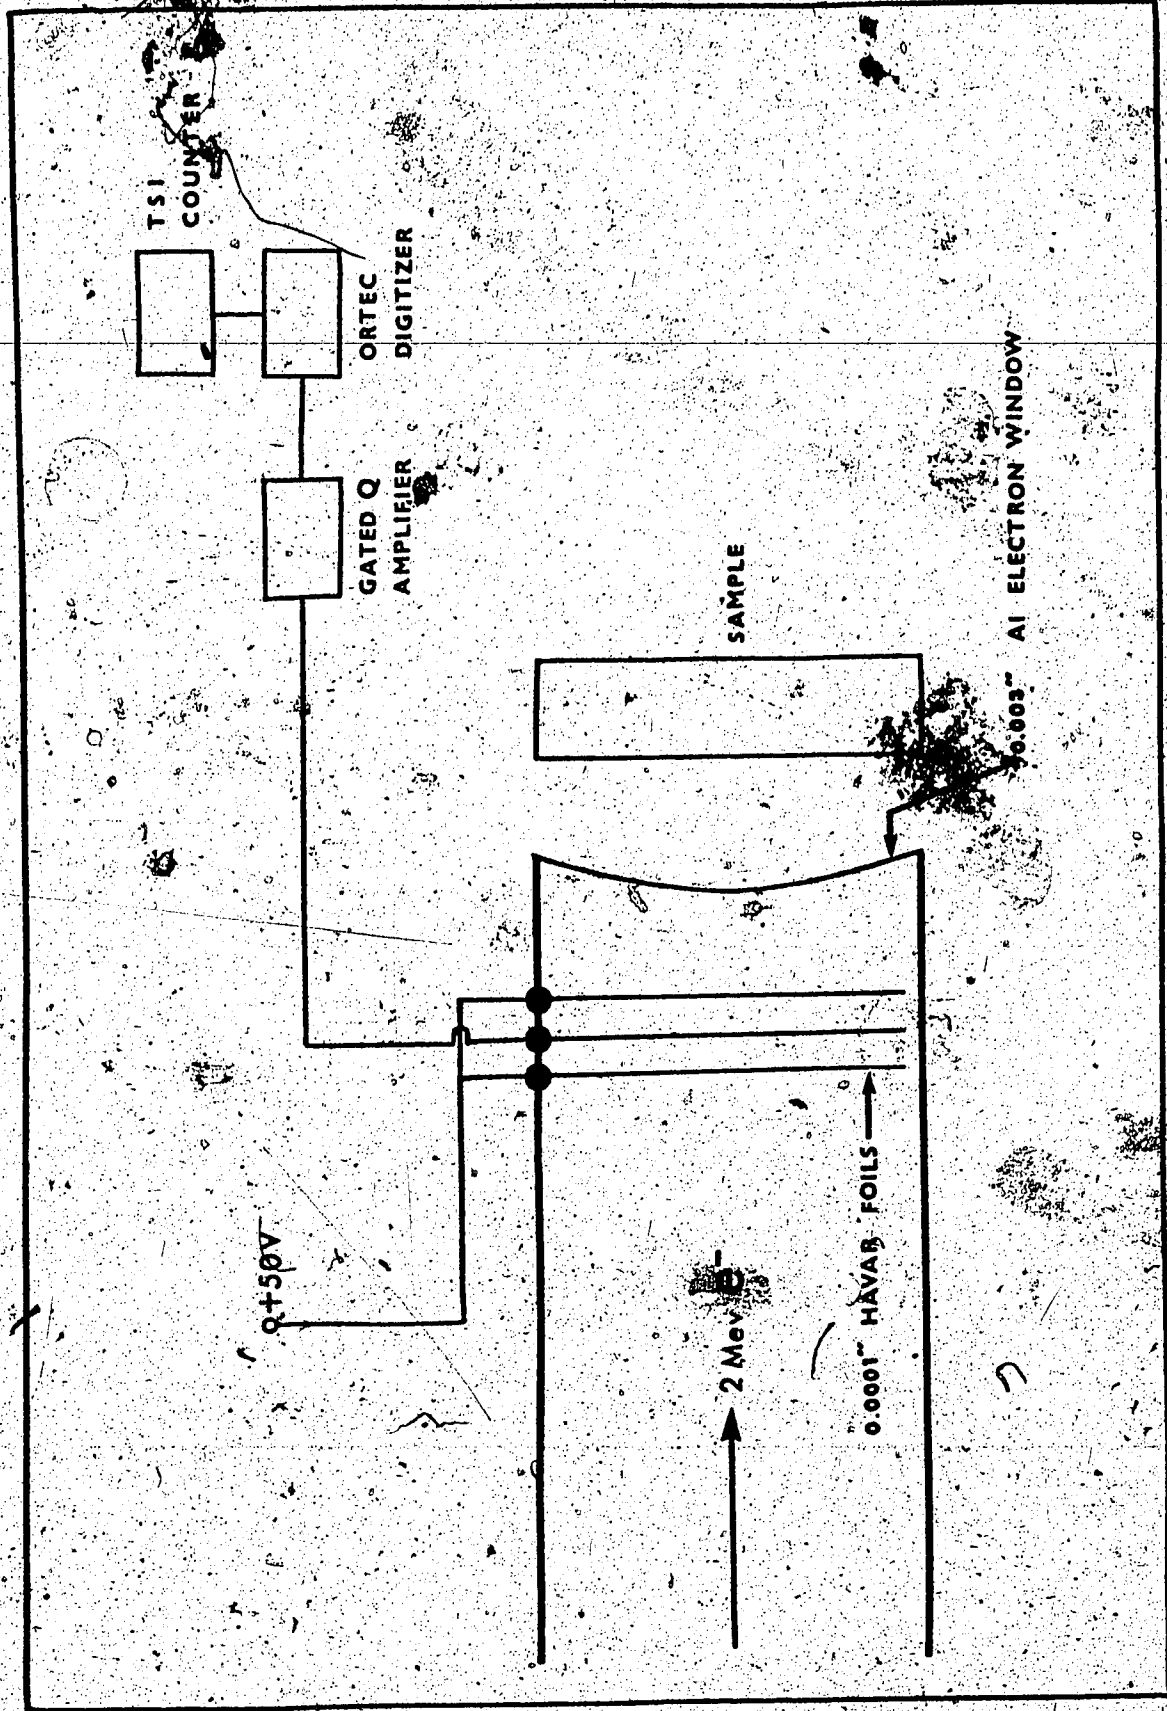 TSI
COUNTER
ORTEC
DIGITIZER
GATED Q
AMPLIFIER
+50V
SAMPLE
2 Mev e⁻
0.0001" HAVAR FOILS
0.003" Al ELECTRON WINDOW